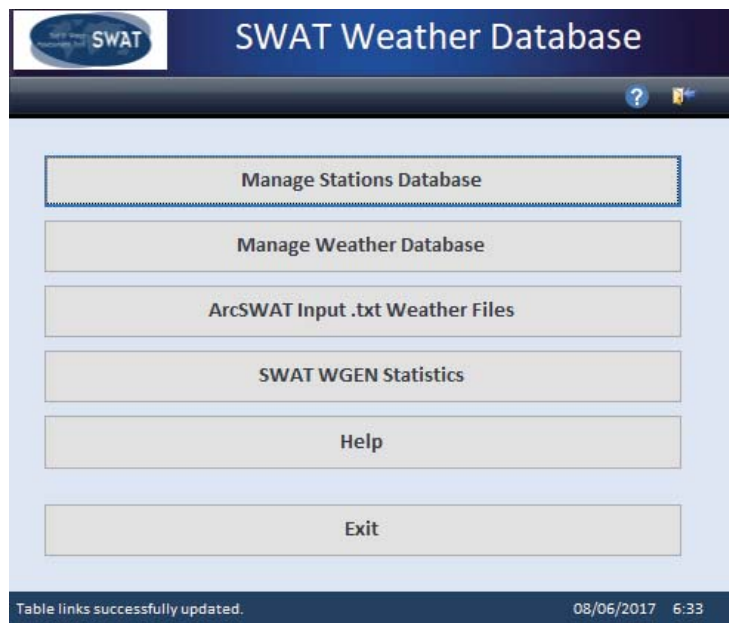 SWAT
SWAT Weather Database
?
Manage Stations Database
Manage Weather Database
ArcSWAT Input .txt Weather Files
SWAT WGEN Statistics
Help
Exit
Table links successfully updated. 08/06/2017 6:33